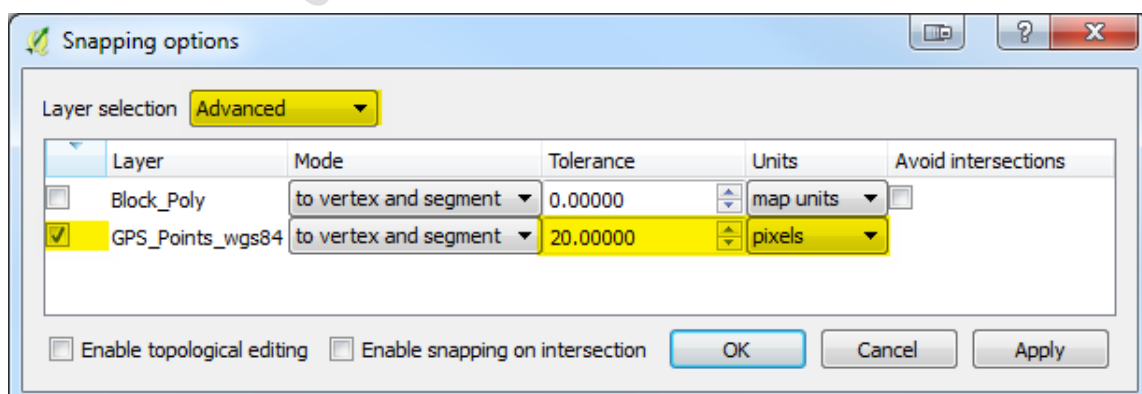 Snapping options
Layer selection Advanced
Layer Mode Tolerance Units Avoid intersections
Block_Poly to vertex and segment 0.00000 map units
GPS_Points_wgs84 to vertex and segment 20.00000 pixels
Enable topological editing Enable snapping on intersection OK Cancel Apply